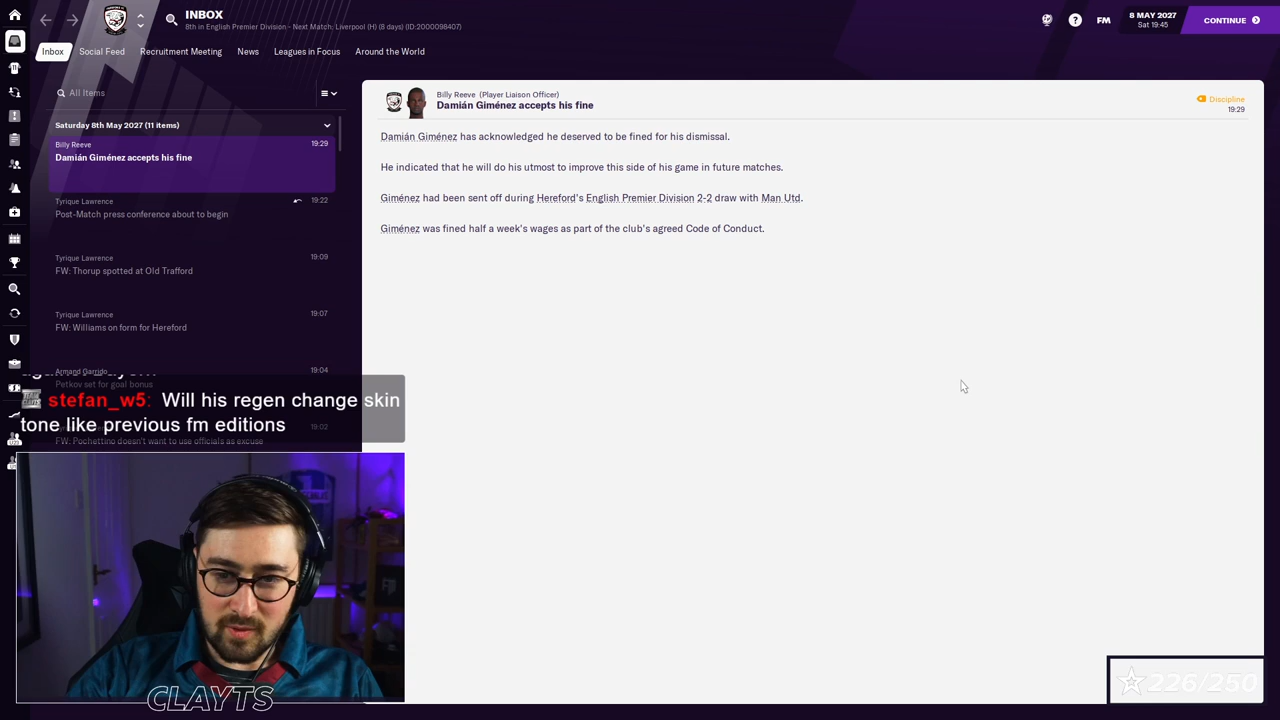 INBOX
8th in English Premier Division - Next Match: Liverpool (H) (8 days) (ID:2000098407)
FM
8 MAY 2027
Sat 19:45
CONTINUE
Inbox
Social Feed
Recruitment Meeting
News
Leagues in Focus
Around the World
All Items
Saturday 8th May 2027 (11 items)
Billy Reeve
19:29
Damián Giménez accepts his fine
Tyrique Lawrence
19:22
Post-Match press conference about to begin
Tyrique Lawrence
19:09
FW: Thorup spotted at Old Trafford
Tyrique Lawrence
19:07
FW: Williams on form for Hereford
Armand Garrido
19:04
Petkov set for goal bonus
stefan_w5: Will his regen change skin
tone like previous fm editions
19:02
FW: Pochettino doesn't want to use officials as excuse
Billy Reeve (Player Liaison Officer)
Damián Giménez accepts his fine
Discipline
19:29
Damián Giménez has acknowledged he deserved to be fined for his dismissal.
He indicated that he will do his utmost to improve this side of his game in future matches.
Giménez had been sent off during Hereford's English Premier Division 2-2 draw with Man Utd.
Giménez was fined half a week's wages as part of the club's agreed Code of Conduct.
CLAYTS
226/250